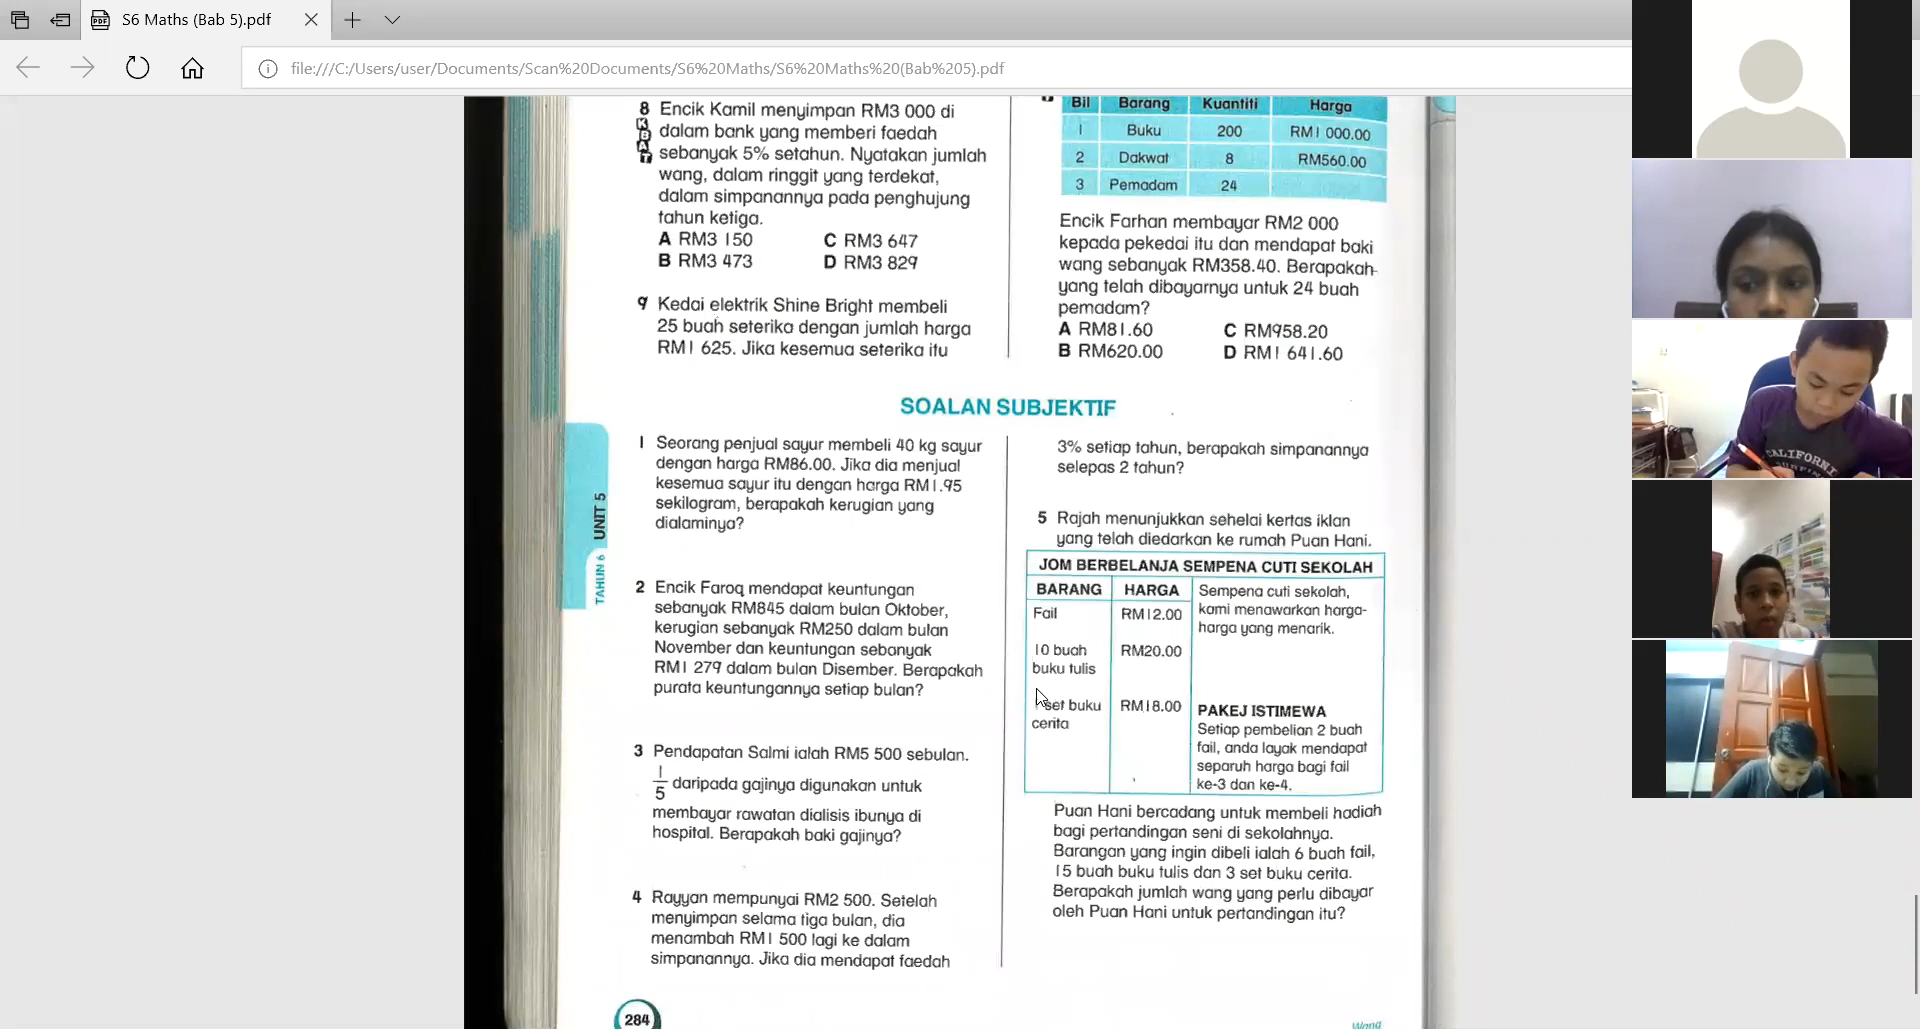 S6 Maths (Bab 5).pdf
file:///C:/Users/user/Documents/Scan%20Documents/S6%20Maths/S6%20Maths%20(Bab%205).pdf
8 Encik Kamil menyimpan RM3 000 di
dalam bank yang memberi faedah
sebanyak 5% setahun. Nyatakan jumlah
wang, dalam ringgit yang terdekat,
dalam simpanannya pada penghujung
tahun ketiga.
KBAT
A RM3 150 C RM3 647
B RM3 473 D RM3 829
9 Kedai elektrik Shine Bright membeli
25 buah seterika dengan jumlah harga
RM1 625. Jika kesemua seterika itu
Bil Barang Kuantiti Harga
1 Buku 200 RM1 000.00
2 Dakwat 8 RM560.00
3 Pemadam 24
Encik Farhan membayar RM2 000
kepada pekedai itu dan mendapat baki
wang sebanyak RM358.40. Berapakah
yang telah dibayarnya untuk 24 buah
pemadam?
A RM81.60 C RM958.20
B RM620.00 D RM1 641.60
SOALAN SUBJEKTIF
UNIT 5
TAHUN 6
1 Seorang penjual sayur membeli 40 kg sayur
dengan harga RM86.00. Jika dia menjual
kesemua sayur itu dengan harga RM1.95
sekilogram, berapakah kerugian yang
dialaminya?
2 Encik Faroq mendapat keuntungan
sebanyak RM845 dalam bulan Oktober,
kerugian sebanyak RM250 dalam bulan
November dan keuntungan sebanyak
RM1 279 dalam bulan Disember. Berapakah
purata keuntungannya setiap bulan?
3 Pendapatan Salmi ialah RM5 500 sebulan.
1/5 daripada gajinya digunakan untuk
membayar rawatan dialisis ibunya di
hospital. Berapakah baki gajinya?
4 Rayyan mempunyai RM2 500. Setelah
menyimpan selama tiga bulan, dia
menambah RM1 500 lagi ke dalam
simpanannya. Jika dia mendapat faedah
3% setiap tahun, berapakah simpanannya
selepas 2 tahun?
5 Rajah menunjukkan sehelai kertas iklan
yang telah diedarkan ke rumah Puan Hani.
JOM BERBELANJA SEMPENA CUTI SEKOLAH
BARANG HARGA
Fail RM12.00
10 buah RM20.00
buku tulis
set buku RM18.00
cerita
Sempena cuti sekolah,
kami menawarkan harga-
harga yang menarik.
PAKEJ ISTIMEWA
Setiap pembelian 2 buah
fail, anda layak mendapat
separuh harga bagi fail
ke-3 dan ke-4.
Puan Hani bercadang untuk membeli hadiah
bagi pertandingan seni di sekolahnya.
Barangan yang ingin dibeli ialah 6 buah fail,
15 buah buku tulis dan 3 set buku cerita.
Berapakah jumlah wang yang perlu dibayar
oleh Puan Hani untuk pertandingan itu?
284
Wang
CALIFORNI